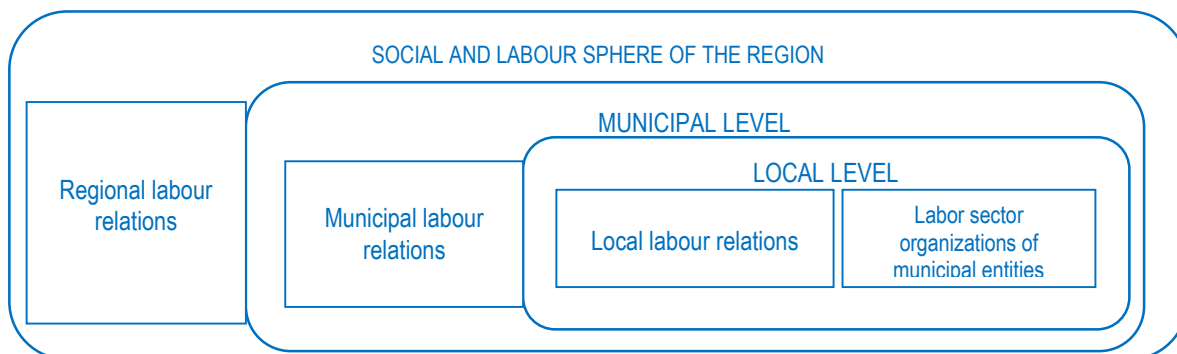 SOCIAL AND LABOUR SPHERE OF THE REGION
MUNICIPAL LEVEL
LOCAL LEVEL
Regional labour
relations
Municipal labour
relations
Local labour relations
Labor sector
organizations of
municipal entities